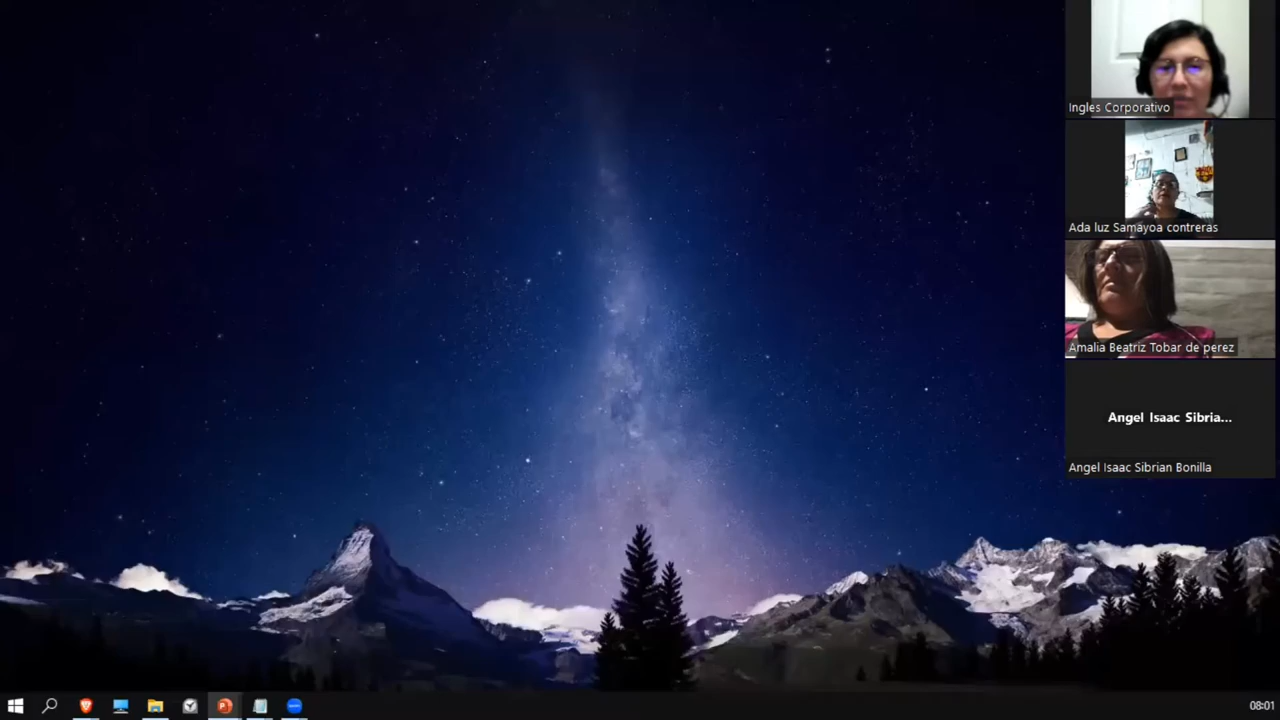 Ingles Corporativo
Ada luz Samayoa contreras
Amalia Beatriz Tobar de perez
Angel Isaac Sibria...
Angel Isaac Sibrian Bonilla
08:01